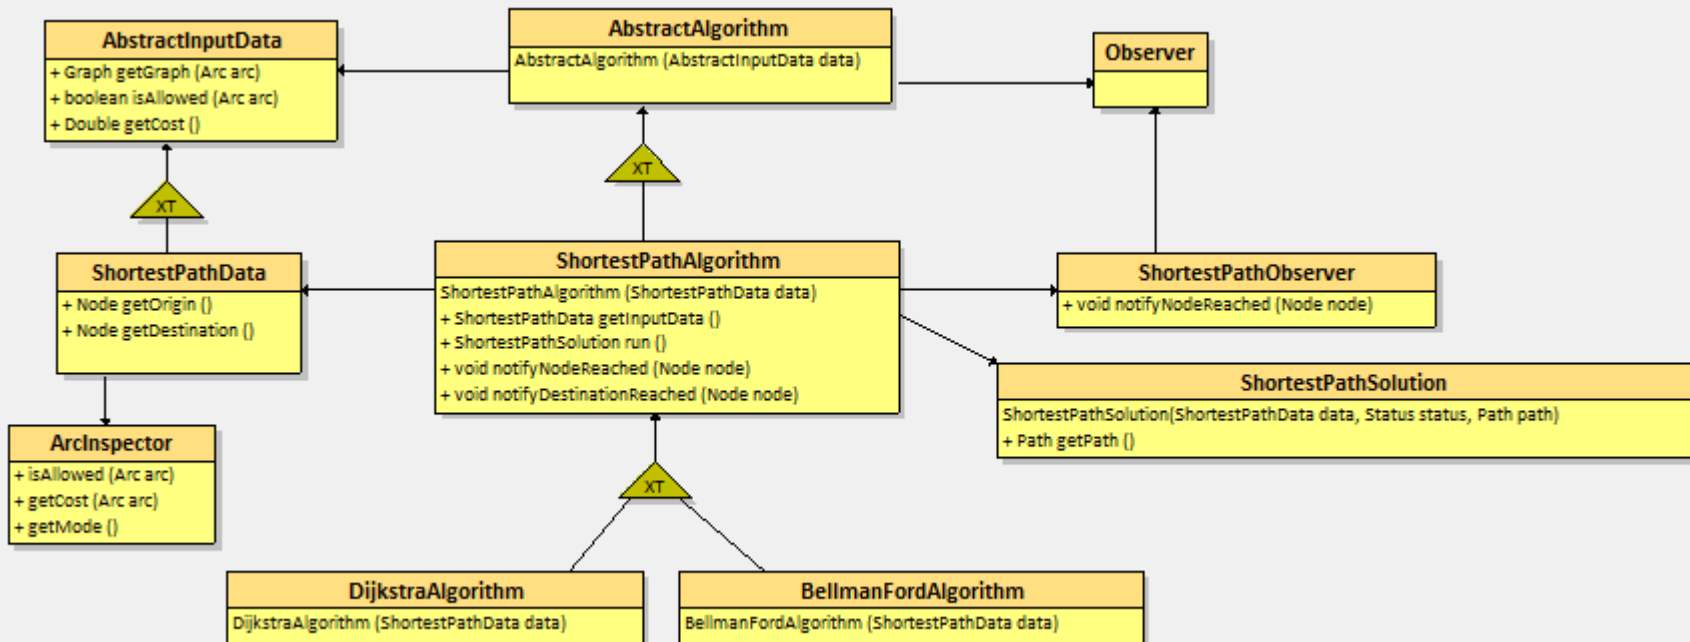 AbstractInputData
+ Graph getGraph (Arc arc)
+ boolean isAllowed (Arc arc)
+ Double getCost ()
AbstractAlgorithm
AbstractAlgorithm (AbstractInputData data)
Observer
XT
XT
ShortestPathData
+ Node getOrigin ()
+ Node getDestination ()
ShortestPathAlgorithm
ShortestPathAlgorithm (ShortestPathData data)
+ ShortestPathData getInputData ()
+ ShortestPathSolution run ()
+ void notifyNodeReached (Node node)
+ void notifyDestinationReached (Node node)
ShortestPathObserver
+ void notifyNodeReached (Node node)
ShortestPathSolution
ShortestPathSolution(ShortestPathData data, Status status, Path path)
+ Path getPath ()
ArcInspector
+ isAllowed (Arc arc)
+ getCost (Arc arc)
+ getMode ()
XT
DijkstraAlgorithm
DijkstraAlgorithm (ShortestPathData data)
BellmanFordAlgorithm
BellmanFordAlgorithm (ShortestPathData data)